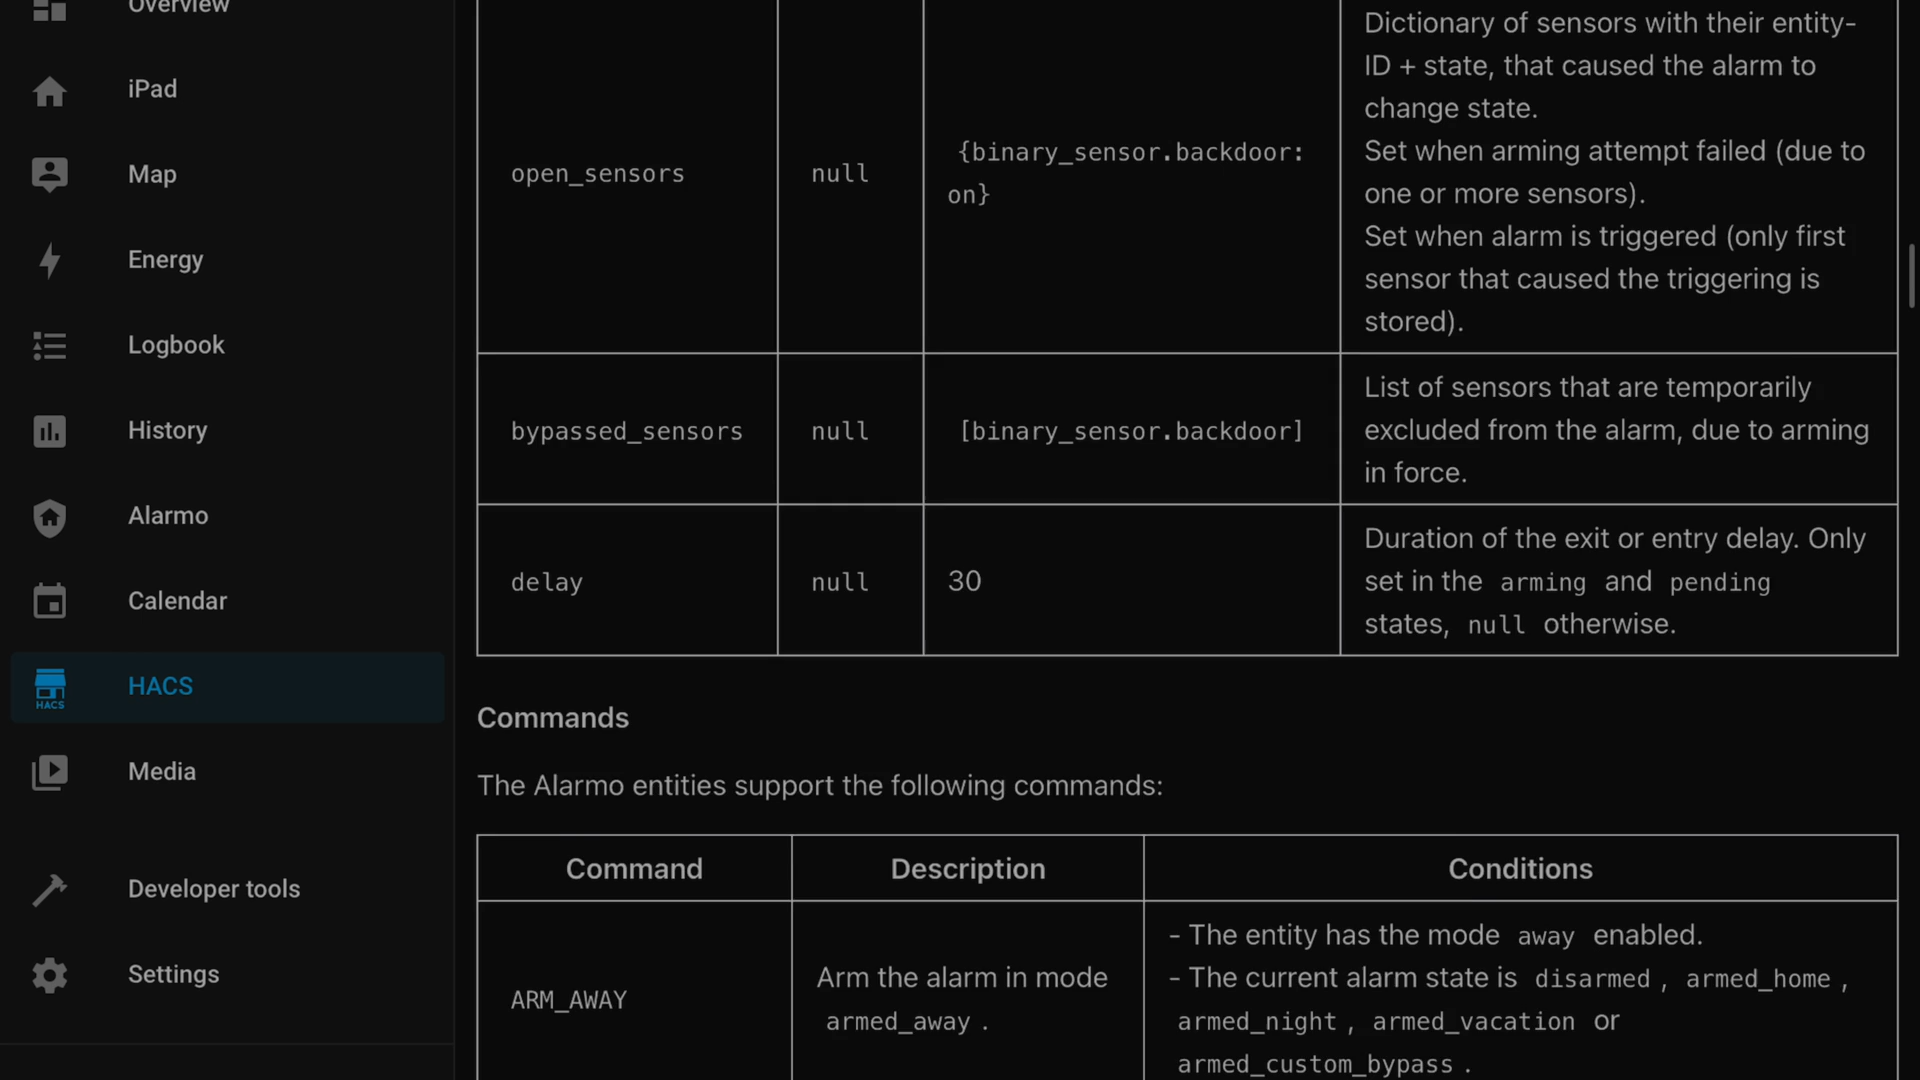 Overview
iPad
Map
Energy
Logbook
History
Alarmo
Calendar
HACS
HACS
Media
Developer tools
Settings
open_sensors
null
{binary_sensor.backdoor:
on}
Dictionary of sensors with their entity-
ID + state, that caused the alarm to
change state.
Set when arming attempt failed (due to
one or more sensors).
Set when alarm is triggered (only first
sensor that caused the triggering is
stored).
bypassed_sensors
null
[binary_sensor.backdoor]
List of sensors that are temporarily
excluded from the alarm, due to arming
in force.
delay
null
30
Duration of the exit or entry delay. Only
set in the arming and pending
states, null otherwise.
Commands
The Alarmo entities support the following commands:
Command
Description
Conditions
ARM_AWAY
Arm the alarm in mode
armed_away .
- The entity has the mode away enabled.
- The current alarm state is disarmed , armed_home ,
armed_night , armed_vacation or
armed_custom_bypass .